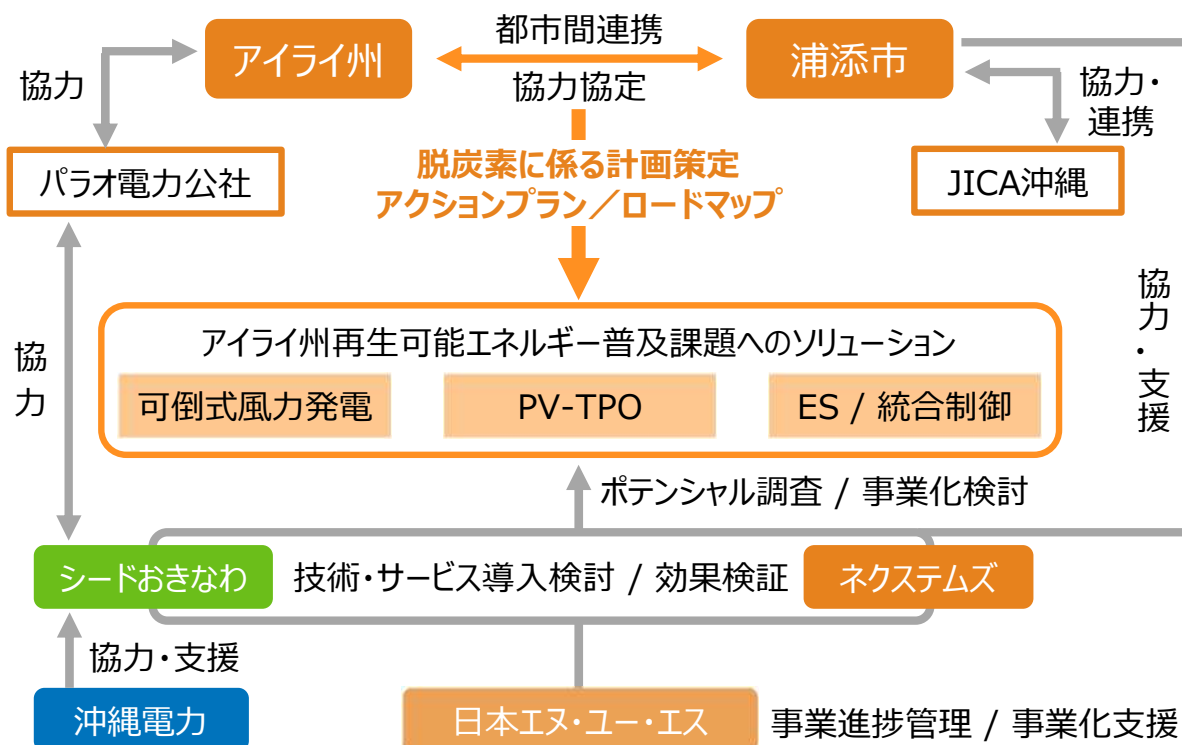 アイライ州
都市間連携
浦添市
協力
協力協定
協力・
連携
脱炭素に係る計画策定
アクションプラン／ロードマップ
パラオ電力公社
JICA沖縄
協力
協力・支援
アイライ州再生可能エネルギー普及課題へのソリューション
可倒式風力発電
PV-TPO
ES / 統合制御
ポテンシャル調査 / 事業化検討
シードおきなわ
技術・サービス導入検討 / 効果検証
ネクステムズ
協力・支援
沖縄電力
日本エヌ・ユー・エス
事業進捗管理 / 事業化支援